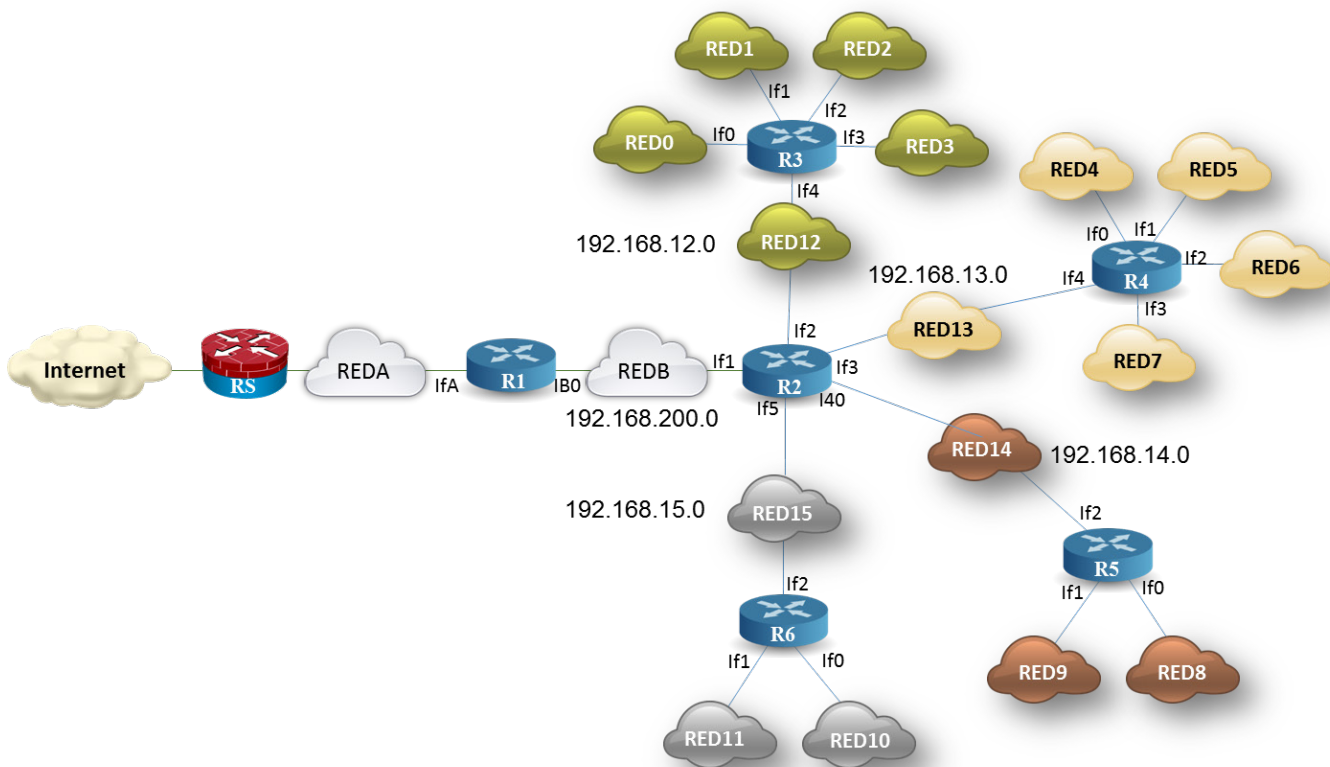 RED1
RED2
If1
If2
RED0
If0
If3
RED3
R3
If4
RED4
RED5
192.168.12.0
RED12
If0
If1
If2
RED6
192.168.13.0
If4
R4
If3
RED13
RED7
If2
Internet
RS
REDA
IfA
R1
IB0
REDB
If1
R2
If3
If5
I40
192.168.200.0
RED14
192.168.14.0
192.168.15.0
RED15
If2
R5
If1
If0
If2
R6
If1
If0
RED9
RED8
RED11
RED10